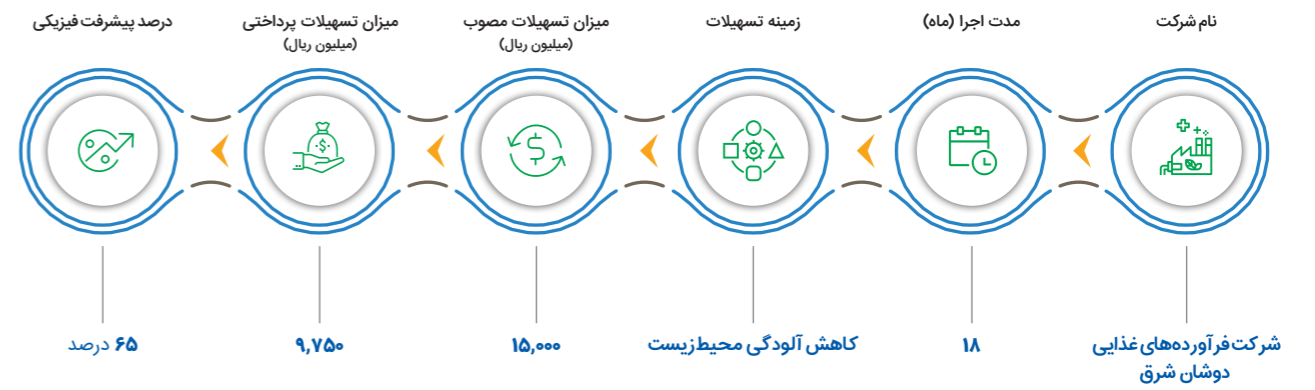 نام شرکت
مدت اجرا (ماه)
زمینه تسهیلات
میزان تسهیلات مصوب
(میلیون ریال)
میزان تسهیلات پرداختی
(میلیون ریال)
درصد پیشرفت فیزیکی
شرکت فرآورده‌های غذایی
دوشان شرق
۱۸
کاهش آلودگی محیط‌زیست
۱۵,۰۰۰
۹,۷۵۰
۶۵ درصد